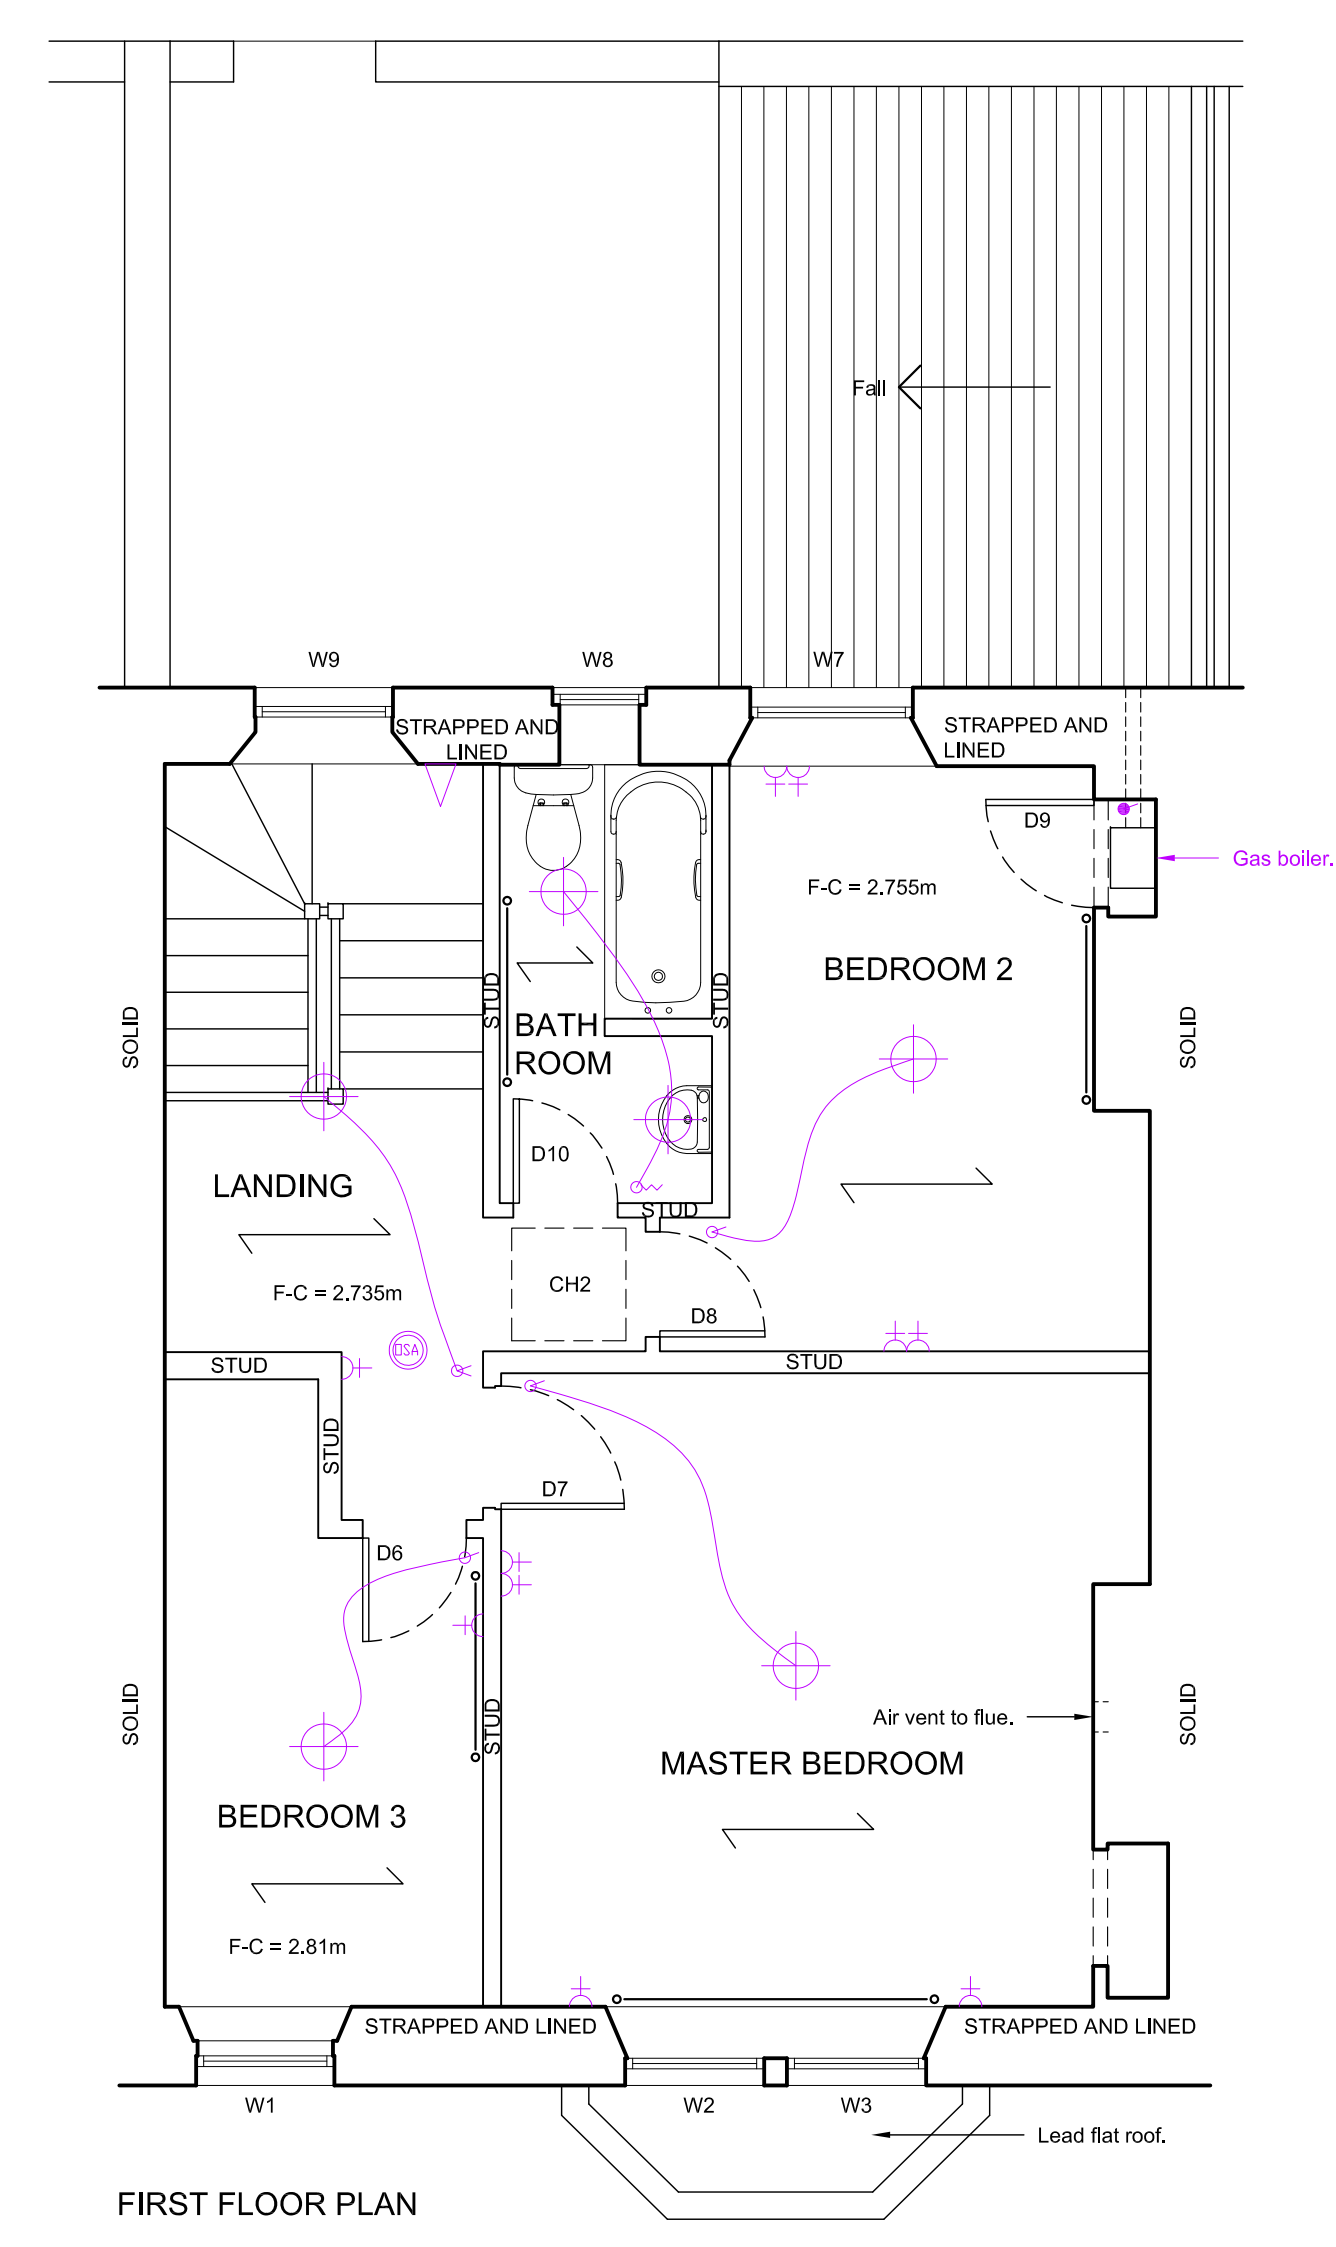 Fall
W9
W8
W7
STRAPPED AND
LINED
STRAPPED AND
LINED
D9
Gas boiler.
F-C = 2.755m
BEDROOM 2
STUD
STUD
SOLID
SOLID
BATH
ROOM
D10
LANDING
STUD
F-C = 2.735m
CH2
D8
STUD
STUD
STUD
SA
D7
D6
SOLID
SOLID
STUD
Air vent to flue.
MASTER BEDROOM
BEDROOM 3
F-C = 2.81m
STRAPPED AND LINED
STRAPPED AND LINED
W1
W2
W3
Lead flat roof.
FIRST FLOOR PLAN